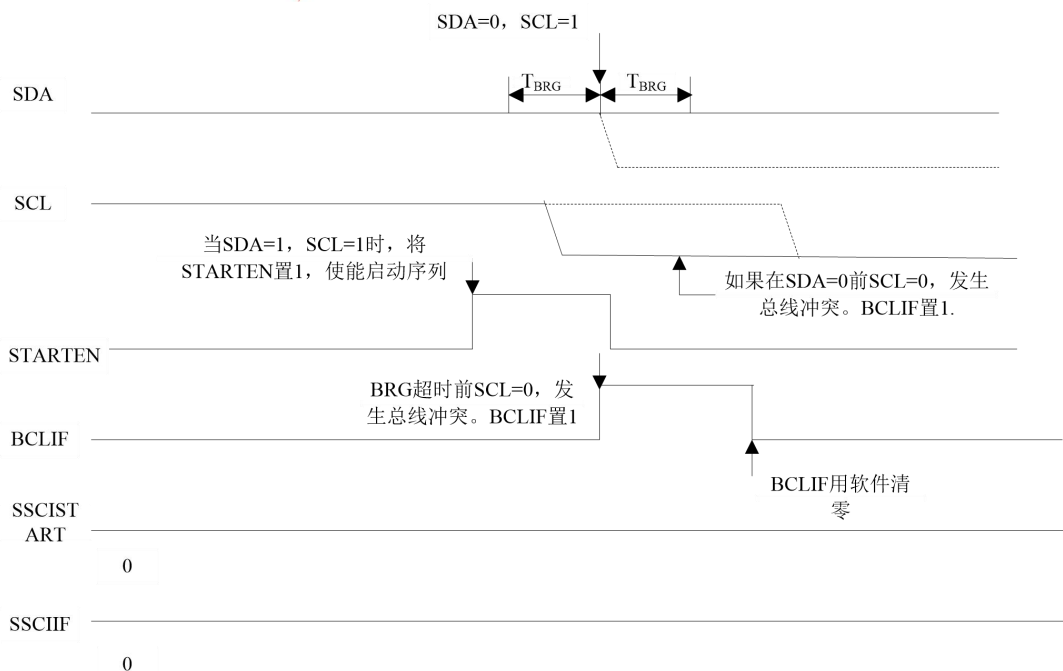 SDA=0，SCL=1
SDA
TBRG
TBRG
SCL
当SDA=1，SCL=1时，将
STARTEN置1，使能启动序列
如果在SDA=0前SCL=0，发生
总线冲突。BCLIF置1.
STARTEN
BRG超时前SCL=0，发
生总线冲突。BCLIF置1
BCLIF
BCLIF用软件清
零
SSCIST
ART
0
SSCIIF
0